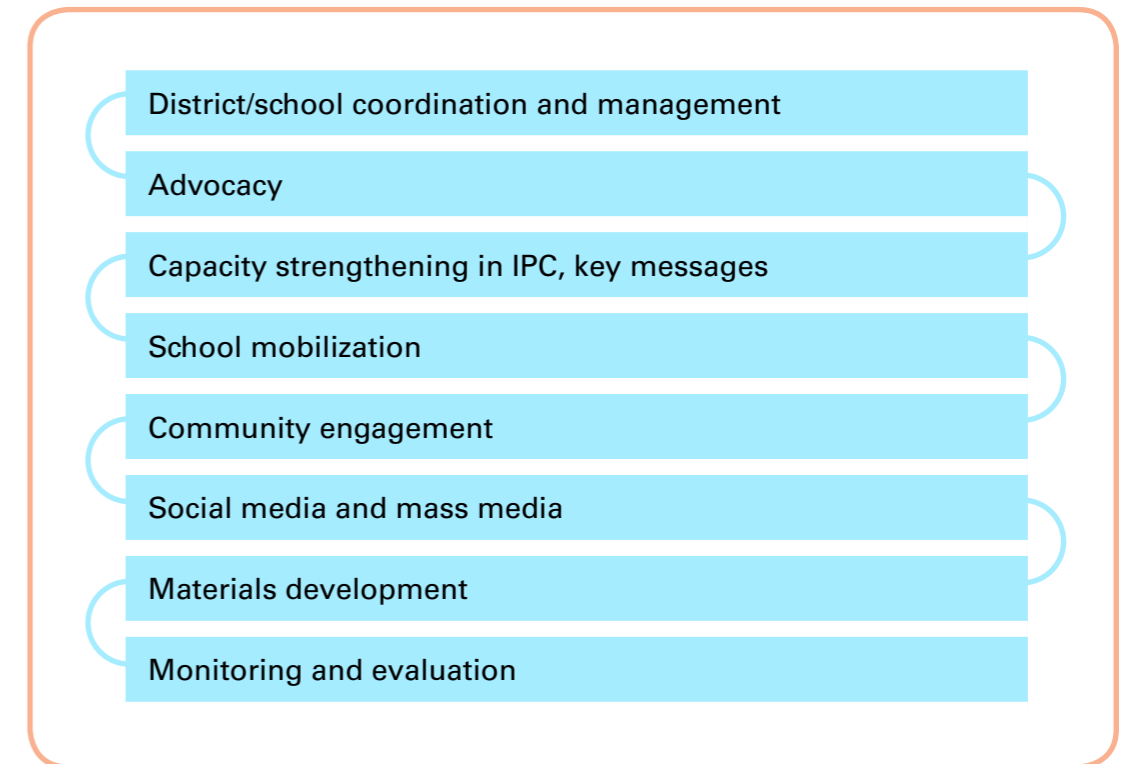 District/school coordination and management
Advocacy
Capacity strengthening in IPC, key messages
School mobilization
Community engagement
Social media and mass media
Materials development
Monitoring and evaluation